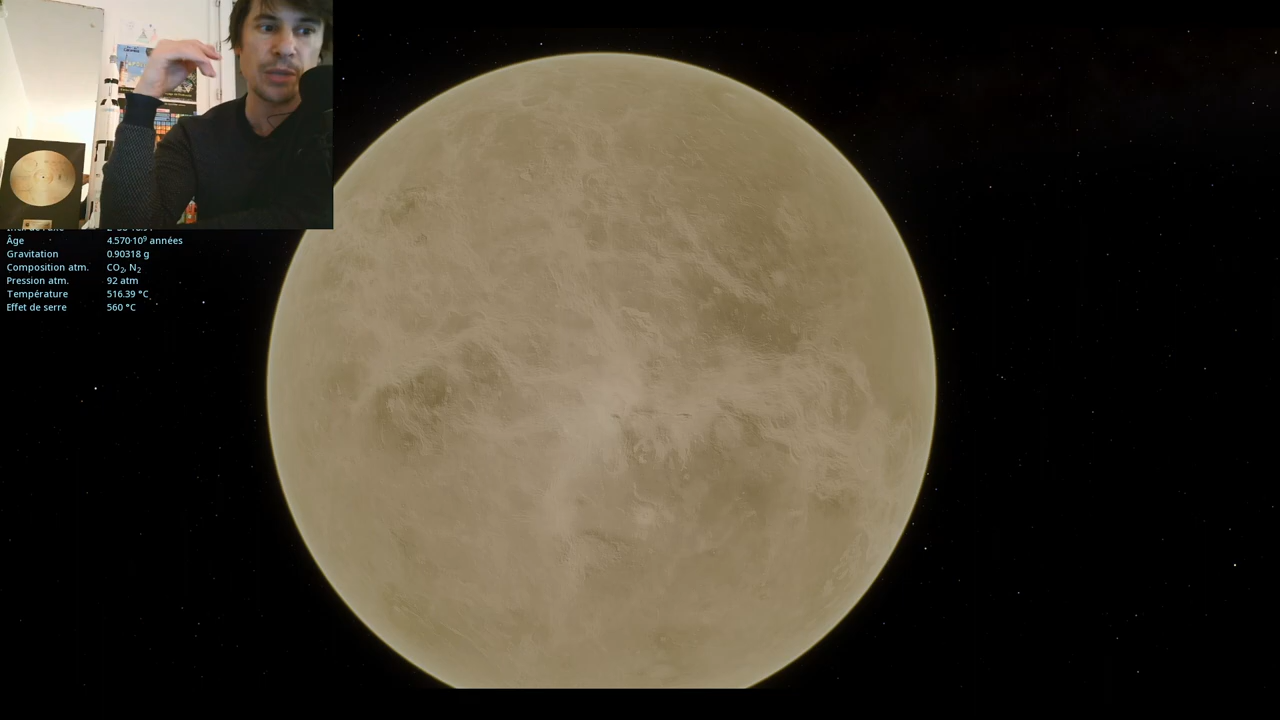 Âge 4.570·10⁹ années
Gravitation 0.90318 g
Composition atm. CO₂, N₂
Pression atm. 92 atm
Température 516.39 °C
Effet de serre 560 °C